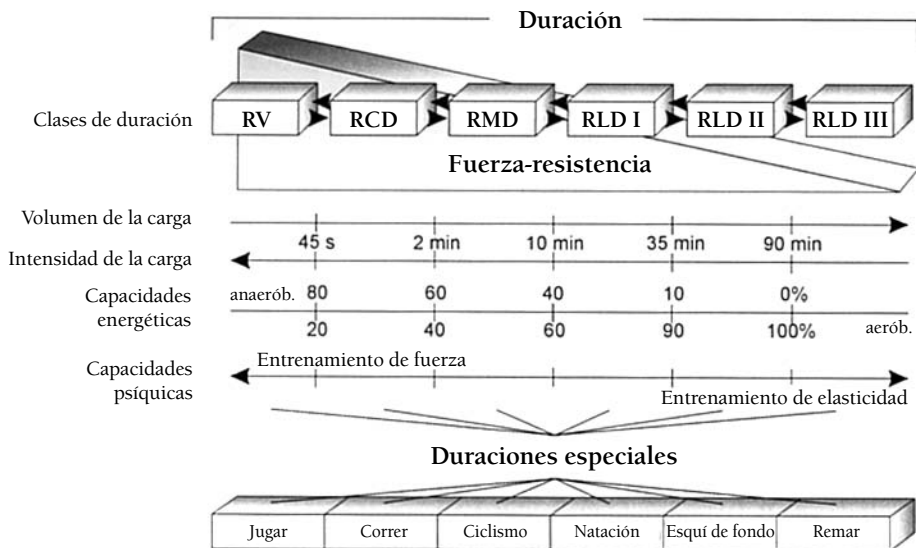 Duración
Clases de duración
RV RCD RMD RLD I RLD II RLD III
Fuerza-resistencia
Volumen de la carga
45 s 2 min 10 min 35 min 90 min
Intensidad de la carga
Capacidades energéticas
anaerób. 80 60 40 10 0%
20 40 60 90 100% aerób.
Capacidades psíquicas
Entrenamiento de fuerza
Entrenamiento de elasticidad
Duraciones especiales
Jugar Correr Ciclismo Natación Esquí de fondo Remar